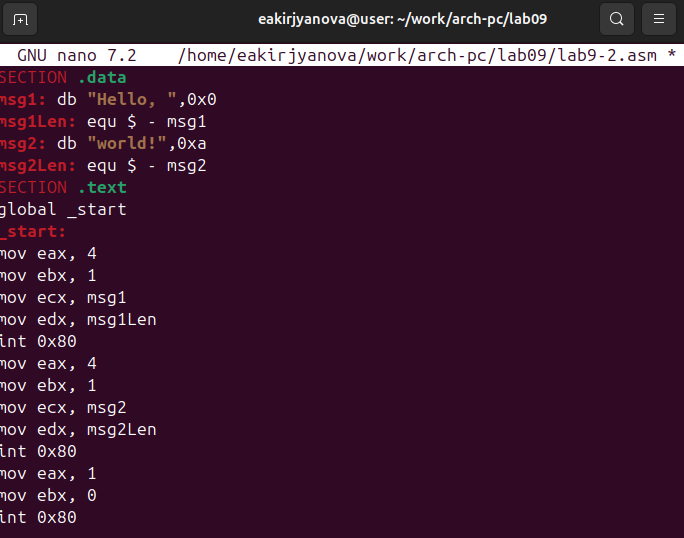 eakirjyanova@user: ~/work/arch-pc/lab09
GNU nano 7.2 /home/eakirjyanova/work/arch-pc/lab09/lab9-2.asm *
SECTION .data
msg1: db "Hello, ",0x0
msg1Len: equ $ - msg1
msg2: db "world!",0xa
msg2Len: equ $ - msg2
SECTION .text
global _start
_start:
mov eax, 4
mov ebx, 1
mov ecx, msg1
mov edx, msg1Len
int 0x80
mov eax, 4
mov ebx, 1
mov ecx, msg2
mov edx, msg2Len
int 0x80
mov eax, 1
mov ebx, 0
int 0x80